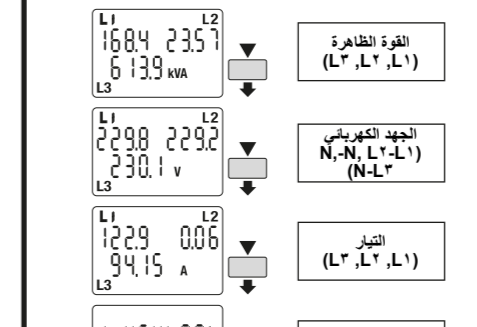 L1 L2
168.4 23.57
613.9 kVA
L3
القوة الظاهرة
(L١, L٢, L٣)
L1 L2
229.8 229.2
230.1 V
L3
الجهد الكهربائي
N,-N, L٢-L١)
(N-L٣
L1 L2
122.9 0.06
94.15 A
L3
التيار
(L١, L٢, L٣)